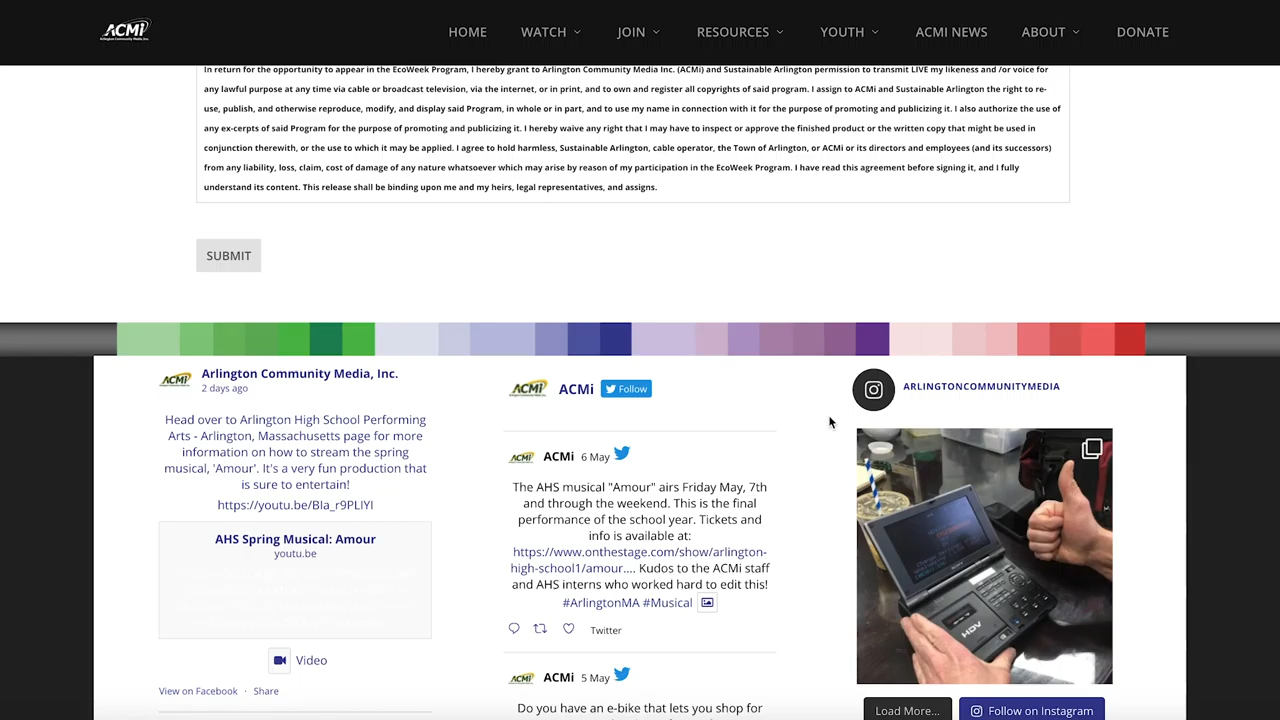 ACMi
Arlington Community Media, Inc.
HOME
WATCH
JOIN
RESOURCES
YOUTH
ACMI NEWS
ABOUT
DONATE
In return for the opportunity to appear in the EcoWeek Program, I hereby grant to Arlington Community Media Inc. (ACMi) and Sustainable Arlington permission to transmit LIVE my likeness and /or voice for
any lawful purpose at any time via cable or broadcast television, via the internet, or in print, and to own and register all copyrights of said program. I assign to ACMi and Sustainable Arlington the right to re-
use, publish, and otherwise reproduce, modify, and display said Program, in whole or in part, and to use my name in connection with it for the purpose of promoting and publicizing it. I also authorize the use of
any ex-cerpts of said Program for the purpose of promoting and publicizing it. I hereby waive any right that I may have to inspect or approve the finished product or the written copy that might be used in
conjunction therewith, or the use to which it may be applied. I agree to hold harmless, Sustainable Arlington, cable operator, the Town of Arlington, or ACMi or its directors and employees (and its successors)
from any liability, loss, claim, cost of damage of any nature whatsoever which may arise by reason of my participation in the EcoWeek Program. I have read this agreement before signing it, and I fully
understand its content. This release shall be binding upon me and my heirs, legal representatives, and assigns.
SUBMIT
ACMi
Arlington Community Media, Inc.
2 days ago
Head over to Arlington High School Performing
Arts - Arlington, Massachusetts page for more
information on how to stream the spring
musical, 'Amour'. It's a very fun production that
is sure to entertain!
https://youtu.be/BIa_r9PLIYI
AHS Spring Musical: Amour
youtu.be
Video
View on Facebook · Share
ACMi
ACMi
Follow
ACMi
ACMi 6 May
The AHS musical "Amour" airs Friday May, 7th
and through the weekend. This is the final
performance of the school year. Tickets and
info is available at:
https://www.onthestage.com/show/arlington-
high-school1/amour.... Kudos to the ACMi staff
and AHS interns who worked hard to edit this!
#ArlingtonMA #Musical
Twitter
ACMi
ACMi 5 May
Do you have an e-bike that lets you shop for
ARLINGTONCOMMUNITYMEDIA
HDV
Load More...
Follow on Instagram